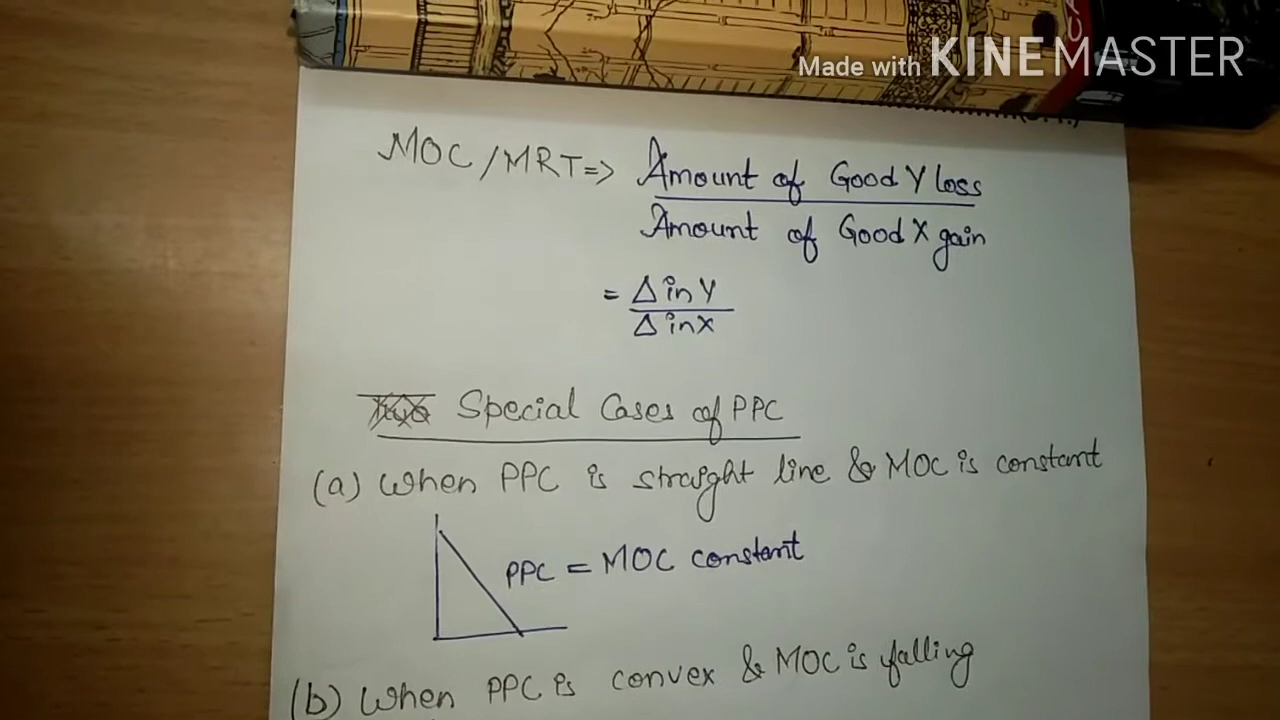 Made with KINEMASTER
MOC/MRT => Amount of Good Y loss
Amount of Good X gain
= Δ in Y
Δ in X
Special Cases of PPC
(a) When PPC is straight line & MOC is constant
PPC = MOC constant
(b) When PPC is convex & MOC is falling